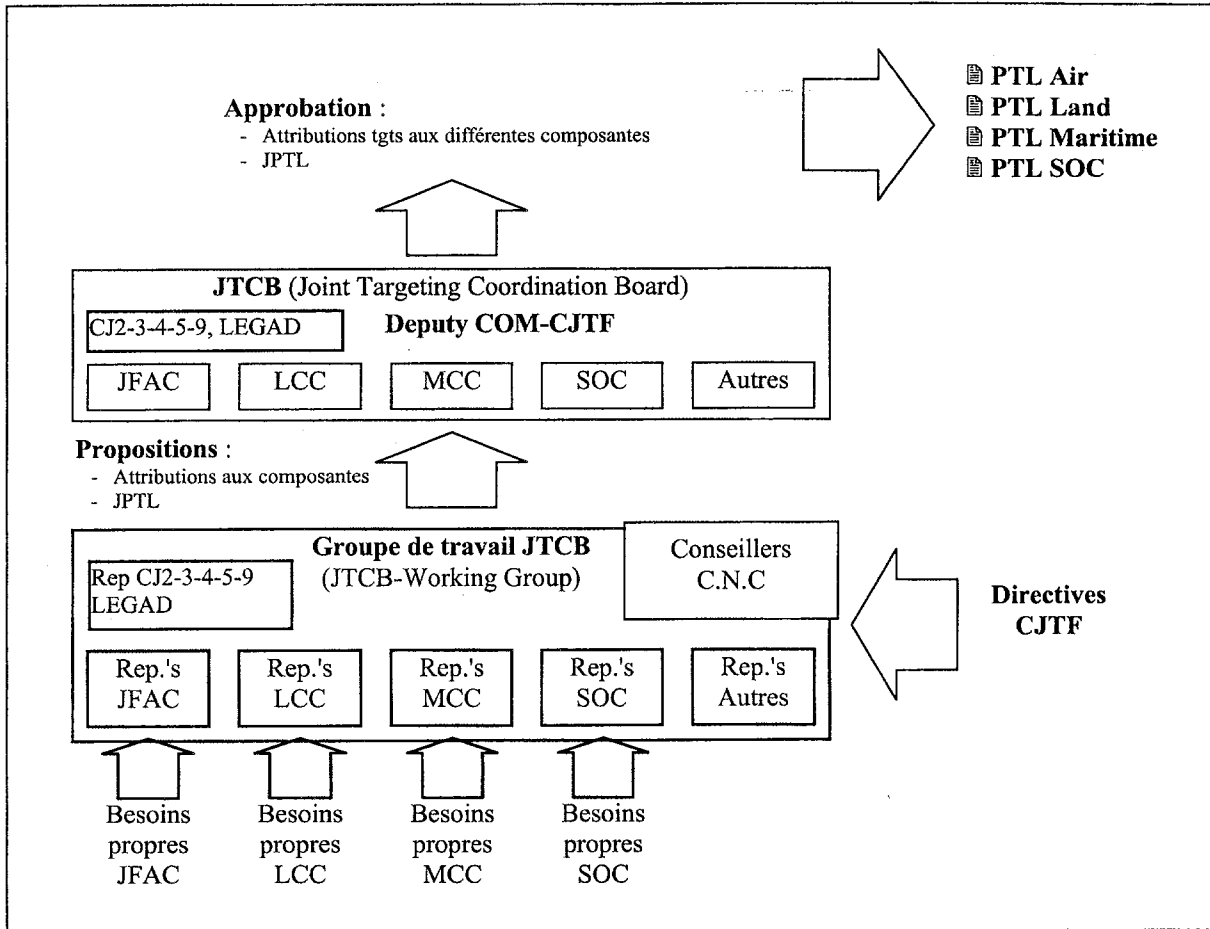 Approbation :
- Attributions tgts aux différentes composantes
- JPTL
PTL Air
PTL Land
PTL Maritime
PTL SOC
JTCB (Joint Targeting Coordination Board)
CJ2-3-4-5-9, LEGAD
Deputy COM-CJTF
JFAC
LCC
MCC
SOC
Autres
Propositions :
- Attributions aux composantes
- JPTL
Groupe de travail JTCB
(JTCB-Working Group)
Conseillers
C.N.C
Rep CJ2-3-4-5-9
LEGAD
Directives
CJTF
Rep.'s
JFAC
Rep.'s
LCC
Rep.'s
MCC
Rep.'s
SOC
Rep.'s
Autres
Besoins
propres
JFAC
Besoins
propres
LCC
Besoins
propres
MCC
Besoins
propres
SOC